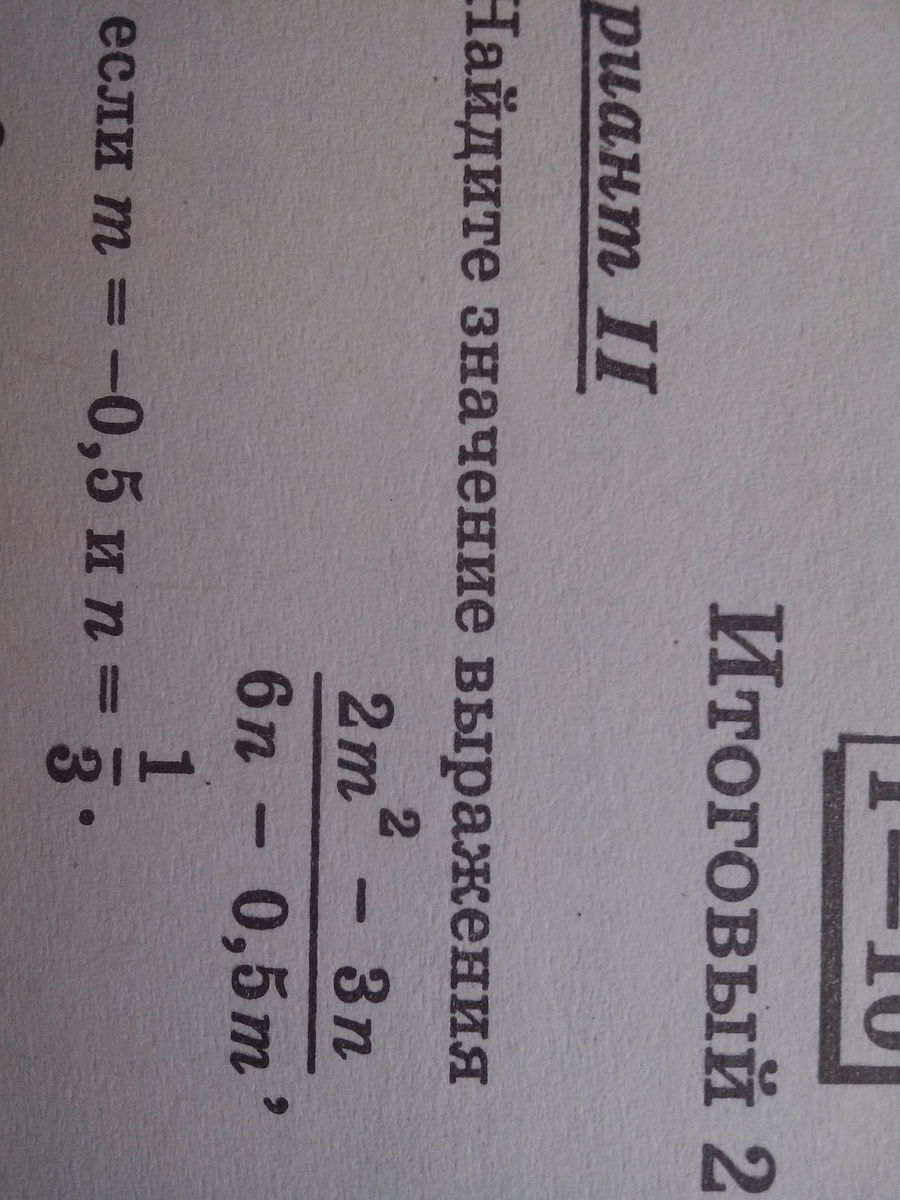 Итоговый 2
риант II
Найдите значение выражения
2m² − 3n
6n − 0,5m,
если m = −0,5 и n = 1/3.